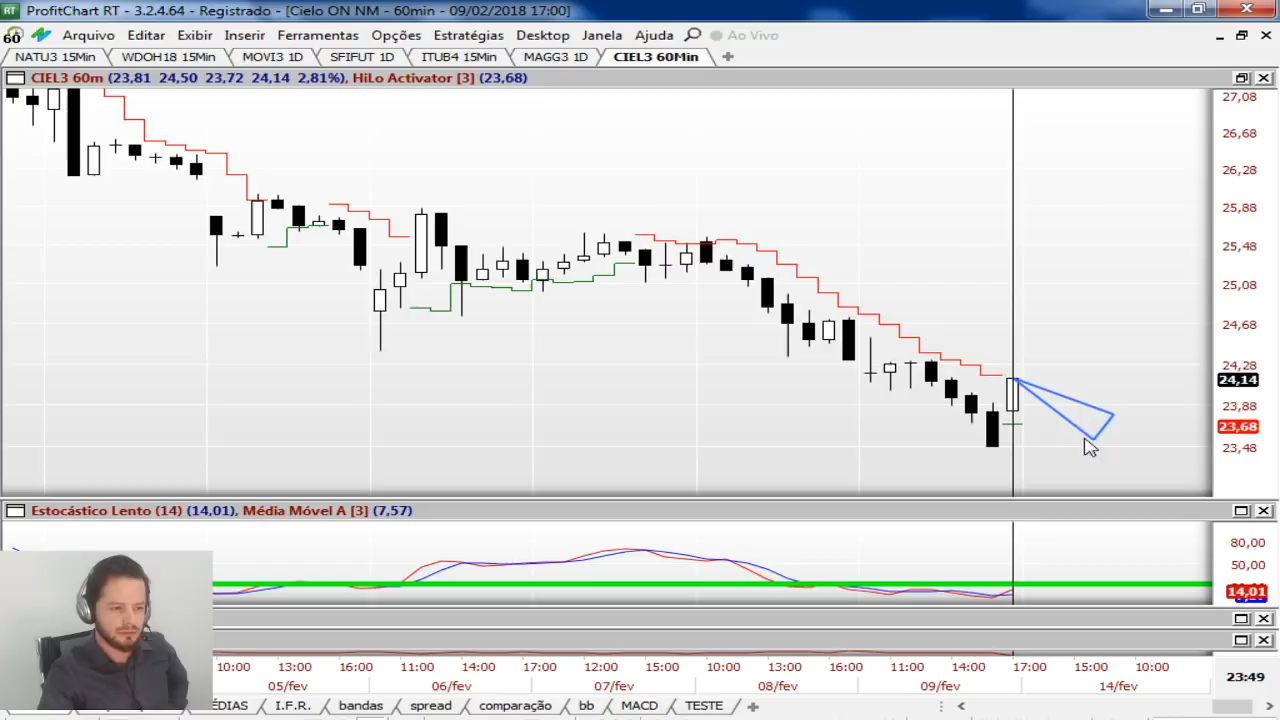 RT ProfitChart RT - 3.2.4.64 - Registrado - [Cielo ON NM - 60min - 09/02/2018 17:00]
60 Arquivo Editar Exibir Inserir Ferramentas Opções Estratégias Desktop Janela Ajuda Ao Vivo
NATU3 15Min WDOH18 15Min MOVI3 1D SFIFUT 1D ITUB4 15Min MAGG3 1D CIEL3 60Min
CIEL3 60m (23,81 24,50 23,72 24,14 2,81%), HiLo Activator [3] (23,68)
27,08
26,68
26,28
25,88
25,48
25,08
24,68
24,28
24,14
23,88
23,68
23,48
Estocástico Lento (14) (14,01), Média Móvel A [3] (7,57)
80,00
50,00
14,01
10:00 13:00 16:00 11:00 14:00 17:00 12:00 15:00 10:00 13:00 16:00 11:00 14:00 17:00 15:00 10:00
05/fev 06/fev 07/fev 08/fev 09/fev 14/fev
23:49
ÉDIAS I.F.R. bandas spread comparação bb MACD TESTE